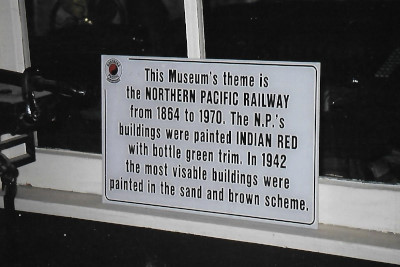 This Museum's theme is
the NORTHERN PACIFIC RAILWAY
from 1864 to 1970. The N.P.'s
buildings were painted INDIAN RED
with bottle green trim. In 1942
the most visable buildings were
painted in the sand and brown scheme.